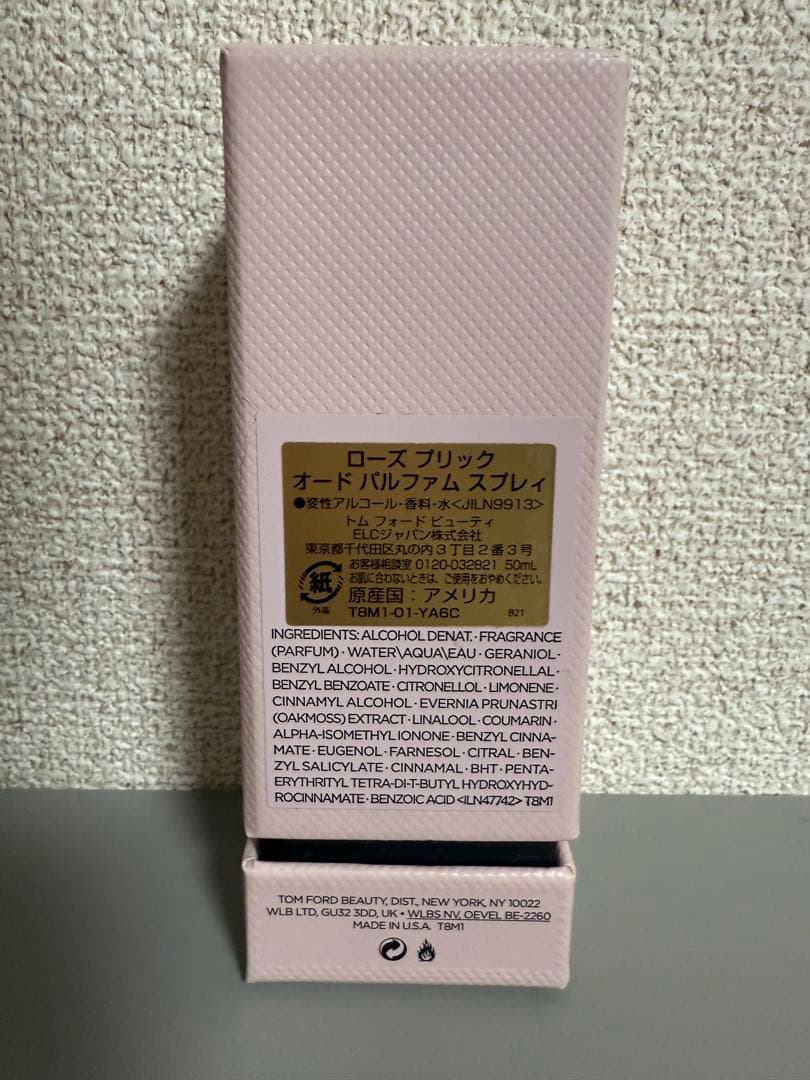 ローズ プリック
オード パルファム スプレィ
●変性アルコール・香料・水<JILN9913>
トム フォード ビューティ
ELCジャパン株式会社
東京都千代田区丸の内3丁目2番3号
お客様相談室 0120-032821 50mL
お肌に合わないときは、ご使用をおやめください。
紙
原産国：アメリカ
外箱
T8M1-01-YA6C
B21
INGREDIENTS: ALCOHOL DENAT.·FRAGRANCE
(PARFUM)·WATER\AQUA\EAU·GERANIOL·
BENZYL ALCOHOL·HYDROXYCITRONELLAL·
BENZYL BENZOATE·CITRONELLOL·LIMONENE·
CINNAMYL ALCOHOL·EVERNIA PRUNASTRI
(OAKMOSS) EXTRACT·LINALOOL·COUMARIN·
ALPHA-ISOMETHYL IONONE·BENZYL CINNA-
MATE·EUGENOL·FARNESOL·CITRAL·BEN-
ZYL SALICYLATE·CINNAMAL·BHT·PENTA-
ERYTHRITYL TETRA-DI-T-BUTYL HYDROXYHYD-
ROCINNAMATE·BENZOIC ACID <ILN47742> T8M1
TOM FORD BEAUTY, DIST., NEW YORK, NY 10022
WLB LTD, GU32 3DD, UK • WLBS NV, OEVEL BE-2260
MADE IN U.S.A. T8M1